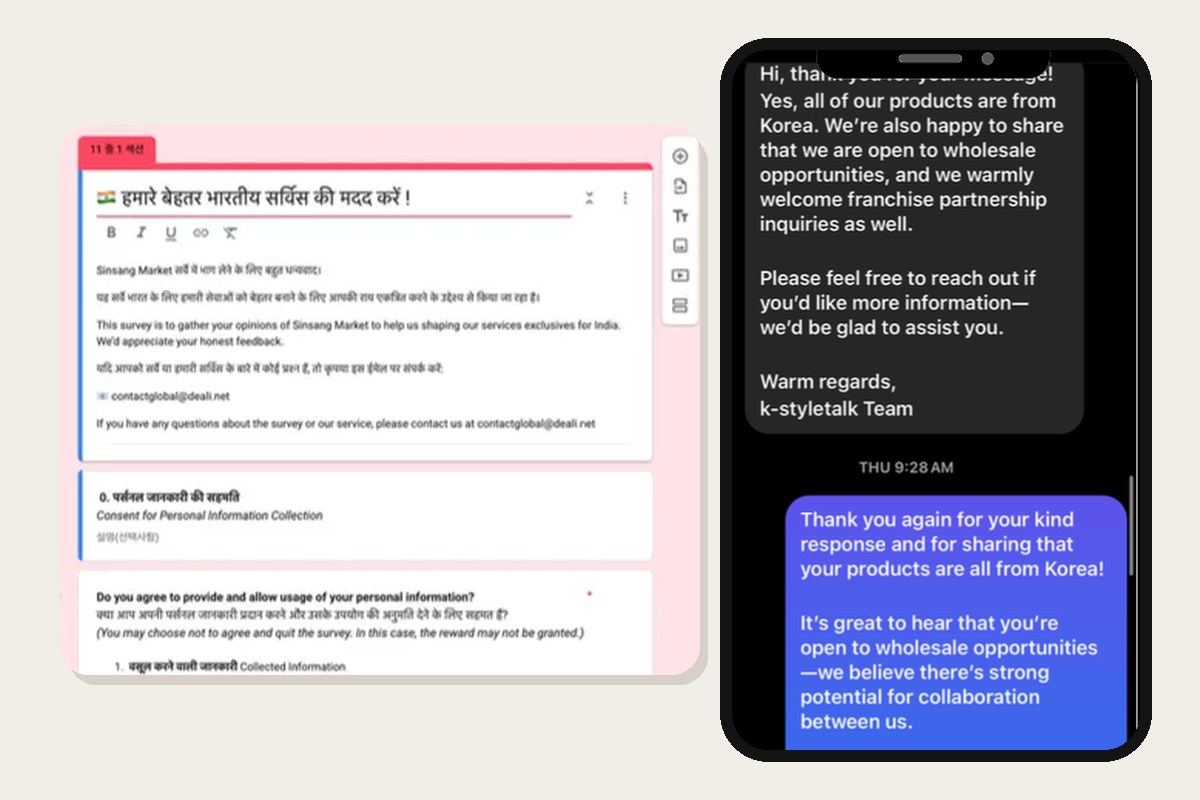 11 중 1 섹션
🇮🇳 हमारे बेहतर भारतीय सर्विस की मदद करें !
B I U
Tт
Sinsang Market सर्वे में भाग लेने के लिए बहुत धन्यवाद।
यह सर्वे भारत के लिए हमारी सेवाओं को बेहतर बनाने के लिए आपकी राय एकत्रित करने के उद्देश्य से किया जा रहा है।
This survey is to gather your opinions of Sinsang Market to help us shaping our services exclusives for India.
We'd appreciate your honest feedback.
यदि आपको सर्वे या हमारी सर्विस के बारे में कोई प्रश्न हैं, तो कृपया इस ईमेल पर संपर्क करें:
📧 contactglobal@deali.net
If you have any questions about the survey or our service, please contact us at contactglobal@deali.net
0. पर्सनल जानकारी की सहमति
Consent for Personal Information Collection
설명(선택사항)
Do you agree to provide and allow usage of your personal information? *
क्या आप अपनी पर्सनल जानकारी प्रदान करने और उसके उपयोग की अनुमति देने के लिए सहमत हैं?
(You may choose not to agree and quit the survey. In this case, the reward may not be granted.)
1. वसूल करने वाली जानकारी Collected Information
Hi, thank you for your message!
Yes, all of our products are from
Korea. We’re also happy to share
that we are open to wholesale
opportunities, and we warmly
welcome franchise partnership
inquiries as well.
Please feel free to reach out if
you’d like more information—
we’d be glad to assist you.
Warm regards,
k-styletalk Team
THU 9:28 AM
Thank you again for your kind
response and for sharing that
your products are all from Korea!
It’s great to hear that you’re
open to wholesale opportunities
—we believe there’s strong
potential for collaboration
between us.